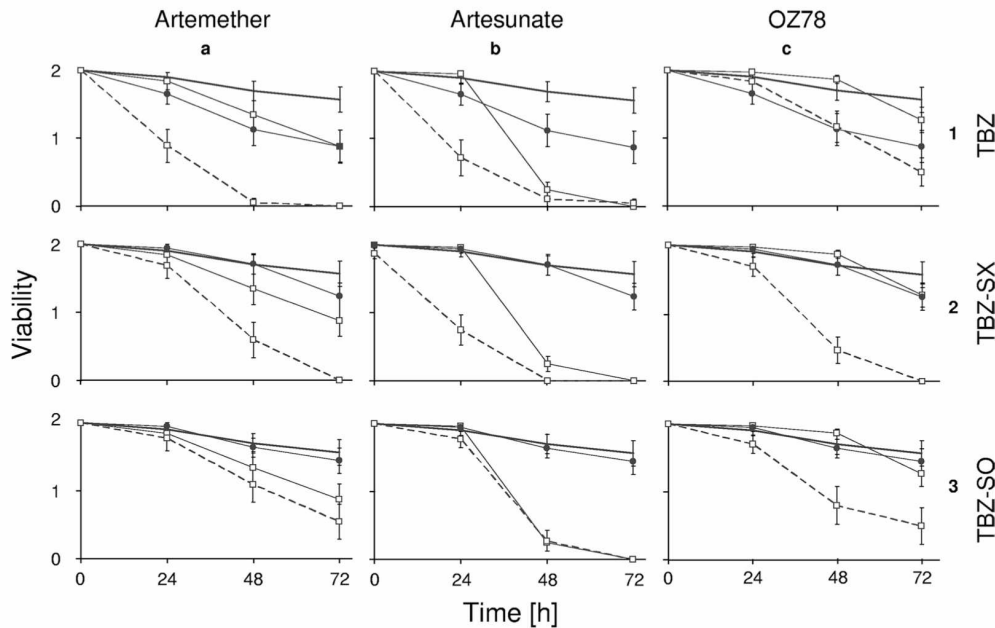 Artemether Artesunate OZ78
a b c
2
1
0
1 TBZ
2
1
0
2 TBZ-SX
Viability
2
1
0
3 TBZ-SO
0 24 48 72 0 24 48 72 0 24 48 72
Time [h]